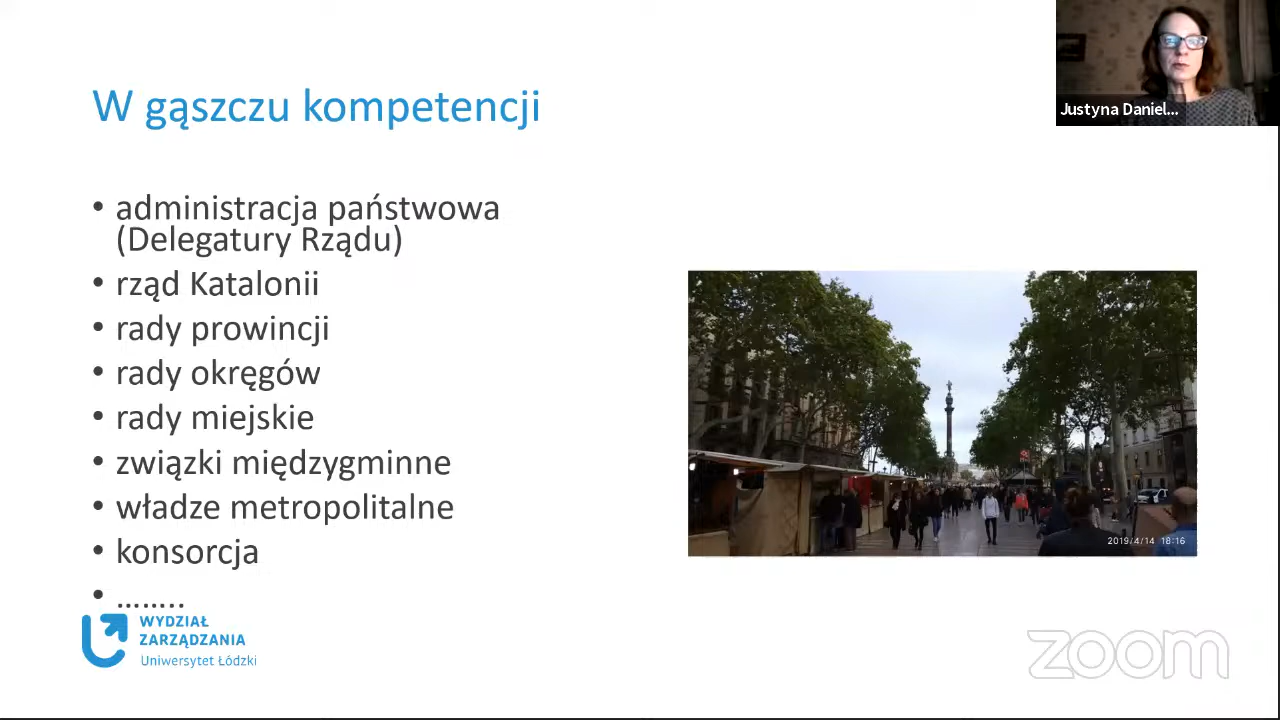 W gąszczu kompetencji
• administracja państwowa
(Delegatury Rządu)
• rząd Katalonii
• rady prowincji
• rady okręgów
• rady miejskie
• związki międzygminne
• władze metropolitalne
• konsorcja
• ........
WYDZIAŁ
ZARZĄDZANIA
Uniwersytet Łódzki
Justyna Daniel...
2019/4/14 18:16
zoom